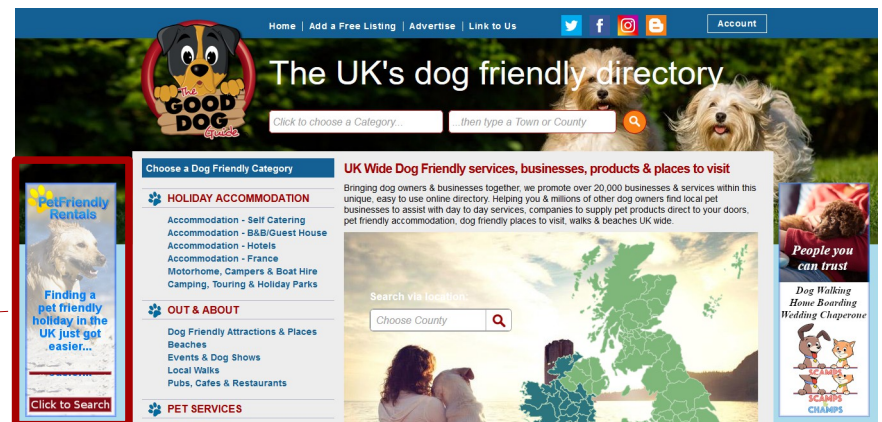 Home | Add a Free Listing | Advertise | Link to Us
Account
The
GOOD
DOG
Guide
The UK's dog friendly directory
Click to choose a Category...
...then type a Town or County
PetFriendly
Rentals
Finding a
pet friendly
holiday in the
UK just got
easier...
Click to Search
Choose a Dog Friendly Category
HOLIDAY ACCOMMODATION
Accommodation - Self Catering
Accommodation - B&B/Guest House
Accommodation - Hotels
Accommodation - France
Motorhome, Campers & Boat Hire
Camping, Touring & Holiday Parks
OUT & ABOUT
Dog Friendly Attractions & Places
Beaches
Events & Dog Shows
Local Walks
Pubs, Cafes & Restaurants
PET SERVICES
UK Wide Dog Friendly services, businesses, products & places to visit
Bringing dog owners & businesses together, we promote over 20,000 businesses & services within this
unique, easy to use online directory. Helping you & millions of other dog owners find local pet
businesses to assist with day to day services, companies to supply pet products direct to your doors,
pet friendly accommodation, dog friendly places to visit, walks & beaches UK wide.
Search via location:
Choose County
People you
can trust
Dog Walking
Home Boarding
Wedding Chaperone
SCAMPS
SCAMPS
CHAMPS